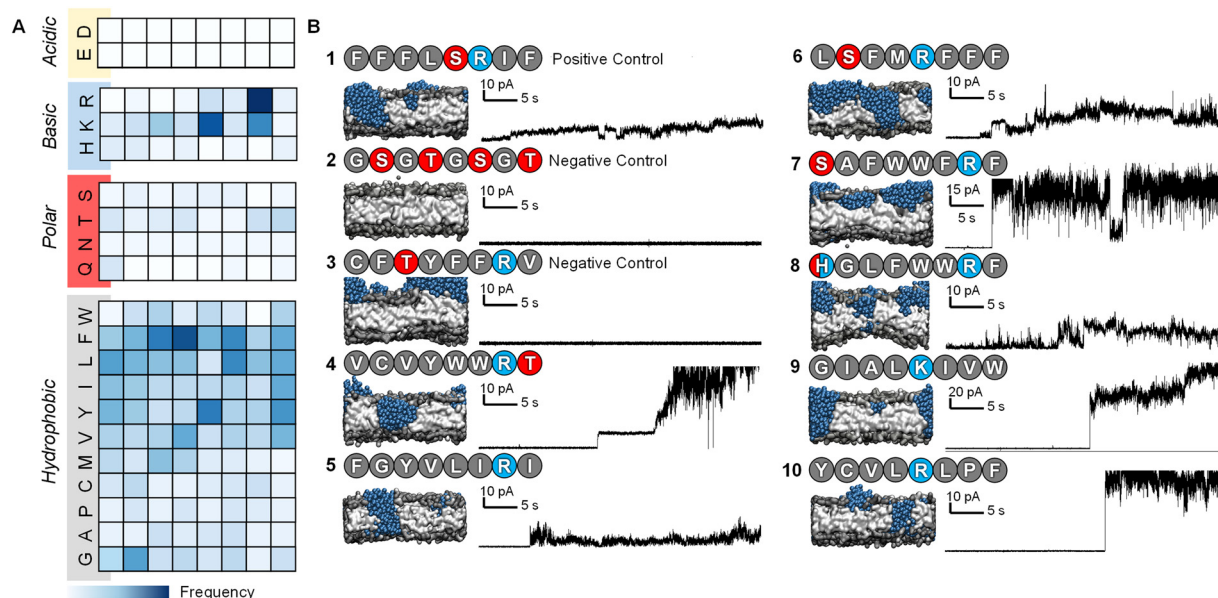 A
Acidic
E D
Basic
H K R
Polar
Q N T S
Hydrophobic
G A P C M V Y I L F W
Frequency
B
1 F F F L S R I F Positive Control
10 pA
5 s
2 G S G T G S G T Negative Control
10 pA
5 s
3 C F T Y F F R V Negative Control
10 pA
5 s
4 V C V Y W W R T
10 pA
5 s
5 F G Y V L I R I
10 pA
5 s
6 L S F M R F F F
10 pA
5 s
7 S A F W W F R F
15 pA
5 s
8 H G L F W W R F
10 pA
5 s
9 G I A L K I V W
20 pA
5 s
10 Y C V L R L P F
10 pA
5 s